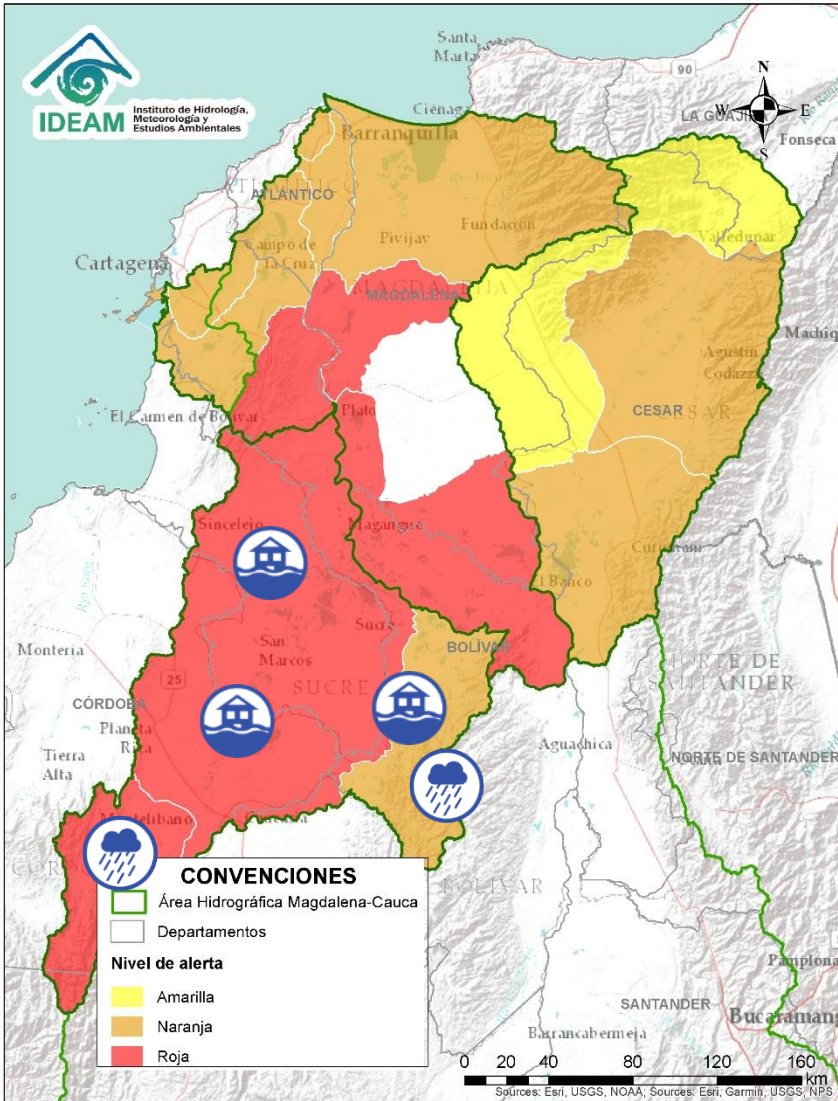 IDEAM
Instituto de Hidrología,
Meteorología y
Estudios Ambientales
Santa
Marta
90
N
W
E
S
LA GUAJIR
Fonseca
Ciénaga
Barranquilla
ATLÁNTICO
Fundación
Pivijay
Valledupar
Campo de
la Cruz
Cartagena
MAGDALENA
Machiq
Agustín
Codazzi
CESAR
El Carmen de Bolívar
Plato
Sincelejo
Magangué
Curumaní
El Banco
Sucre
San
Marcos
BOLÍVAR
Montería
25
SUCRE
NORTE DE
SANTANDER
CÓRDOBA
Planeta
Rica
Aguachica
NORTE DE SANTANDER
Tierra
Alta
Montelíbano
BOLÍVAR
CONVENCIONES
Área Hidrográfica Magdalena-Cauca
Departamentos
Nivel de alerta
Amarilla
Naranja
Roja
Pamplona
SANTANDER
Bucaramang
Barrancabermeja
0 20 40 80 120 160
km
Sources: Esri, USGS, NOAA; Sources: Esri, Garmin, USGS, NPS